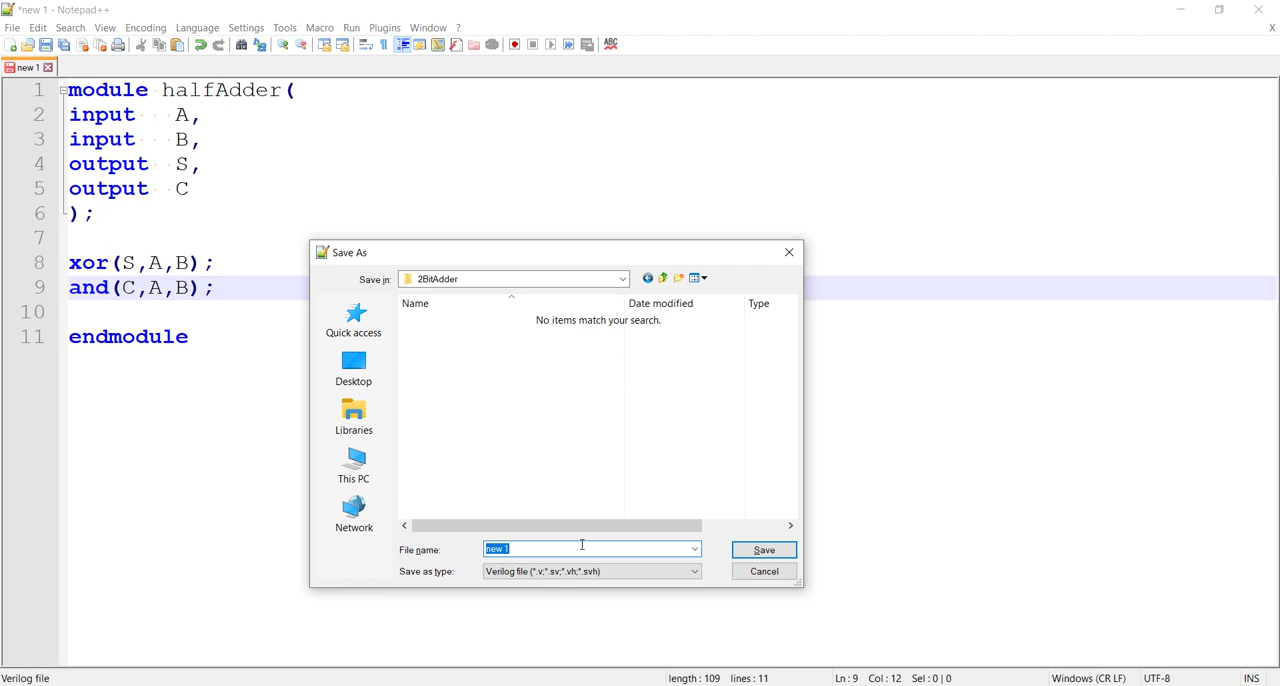 *new 1 - Notepad++
File Edit Search View Encoding Language Settings Tools Macro Run Plugins Window ? X
ABC
new 1
1 module halfAdder(
2 input A,
3 input B,
4 output S,
5 output C
6 );
7
8 xor(S,A,B);
9 and(C,A,B);
10
11 endmodule
Save As
Save in: 2BitAdder
Name Date modified Type
No items match your search.
Quick access
Desktop
Libraries
This PC
Network
File name: new 1 Save
Save as type: Verilog file (*.v;*.sv;*.vh;*.svh) Cancel
Verilog file length : 109 lines : 11 Ln : 9 Col : 12 Sel : 0 | 0 Windows (CR LF) UTF-8 INS